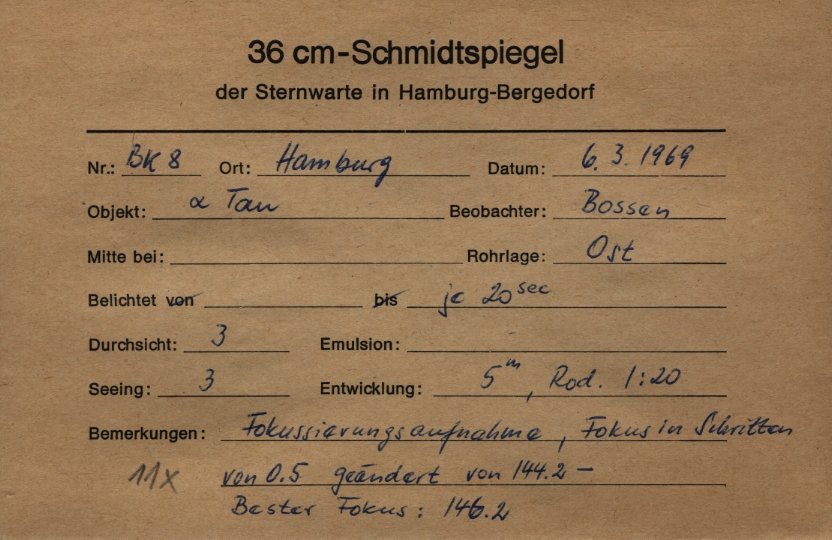 36 cm-Schmidtspiegel
der Sternwarte in Hamburg-Bergedorf
Nr.: BK 8 Ort: Hamburg Datum: 6. 3. 1969
Objekt: α Tau Beobachter: Bossen
Mitte bei: Rohrlage: Ost
Belichtet von bis je 20 sec
Durchsicht: 3 Emulsion:
Seeing: 3 Entwicklung: 5 m, Rod. 1:20
Bemerkungen: Fokussierungsaufnahme, Fokus in Schritten
11x von 0.5 geändert von 144.2 –
Bester Fokus: 146.2